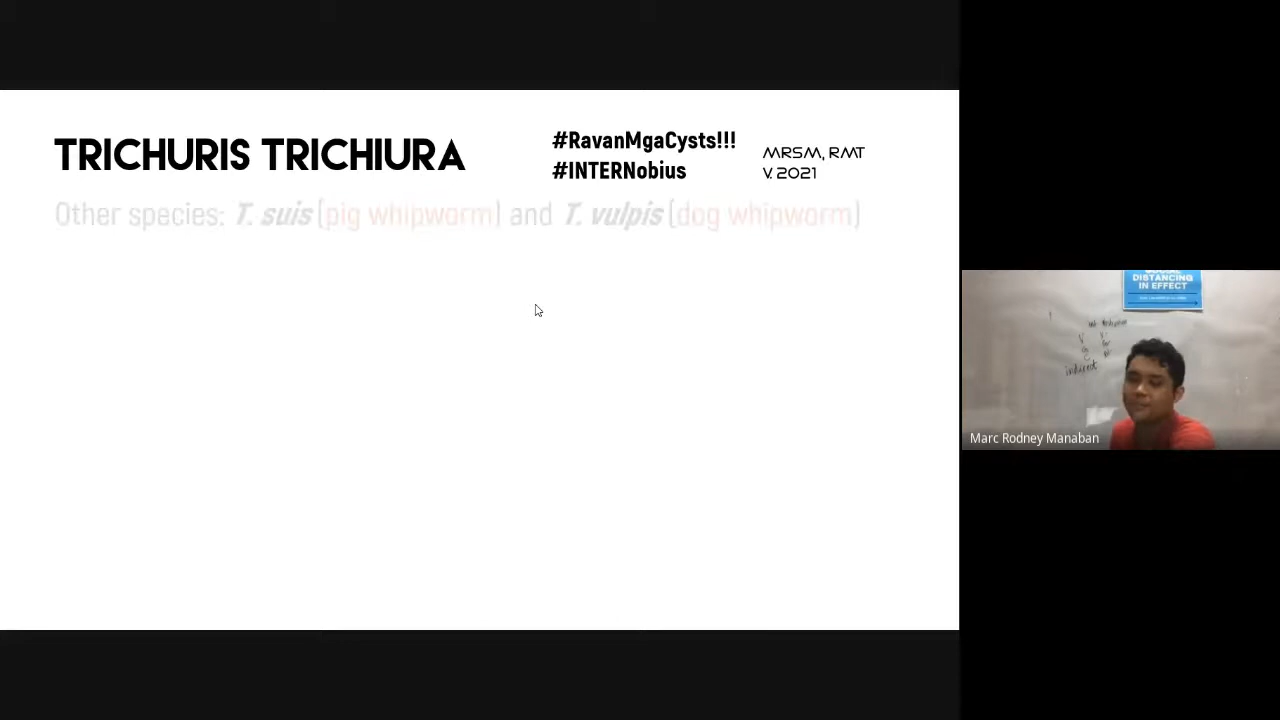 TRICHURIS TRICHIURA
#RavanMgaCysts!!!
#INTERNobius
MRSM, RMT
V. 2021
Other species: T. suis (pig whipworm) and T. vulpis (dog whipworm)
DISTANCING
IN EFFECT
indirect
Marc Rodney Manaban